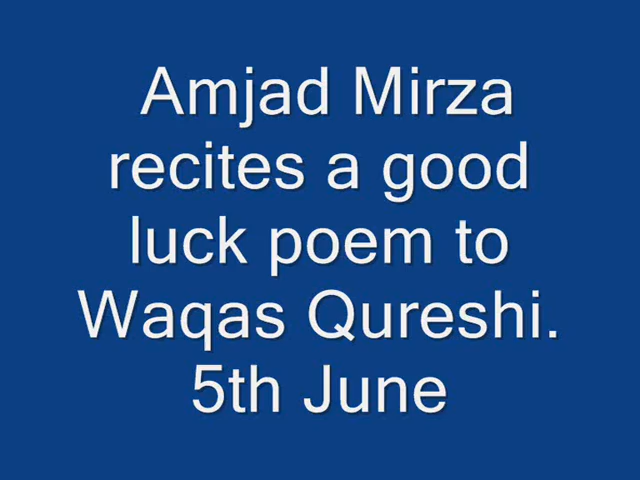 Amjad Mirza
recites a good
luck poem to
Waqas Qureshi.
5th June